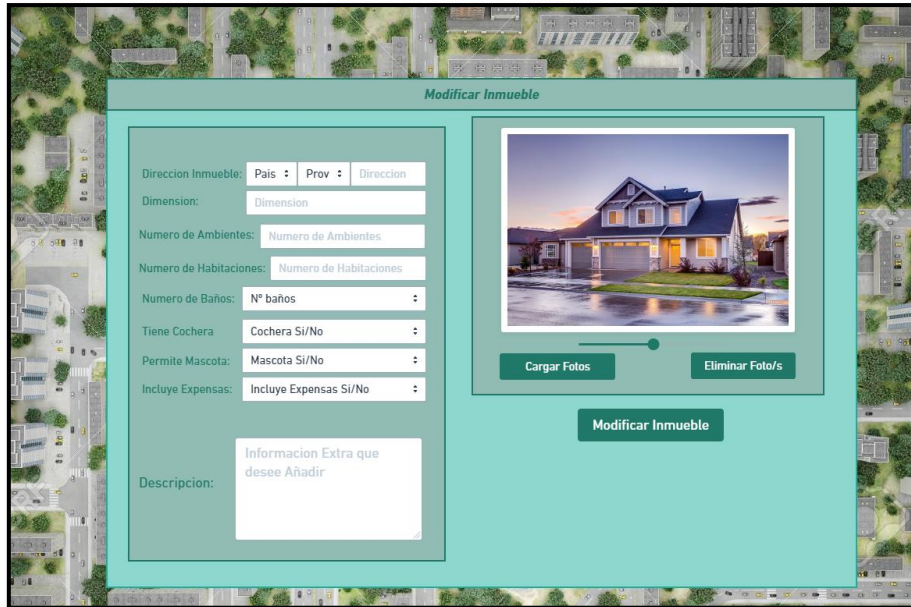 Modificar Inmueble
Direccion Inmueble: Pais Prov Direccion
Dimension: Dimension
Numero de Ambientes: Numero de Ambientes
Numero de Habitaciones: Numero de Habitaciones
Numero de Baños: Nº baños
Tiene Cochera Cochera Si/No
Permite Mascota: Mascota Si/No
Incluye Expensas: Incluye Expensas Si/No
Descripcion: Informacion Extra que
desee Añadir
Cargar Fotos Eliminar Foto/s
Modificar Inmueble